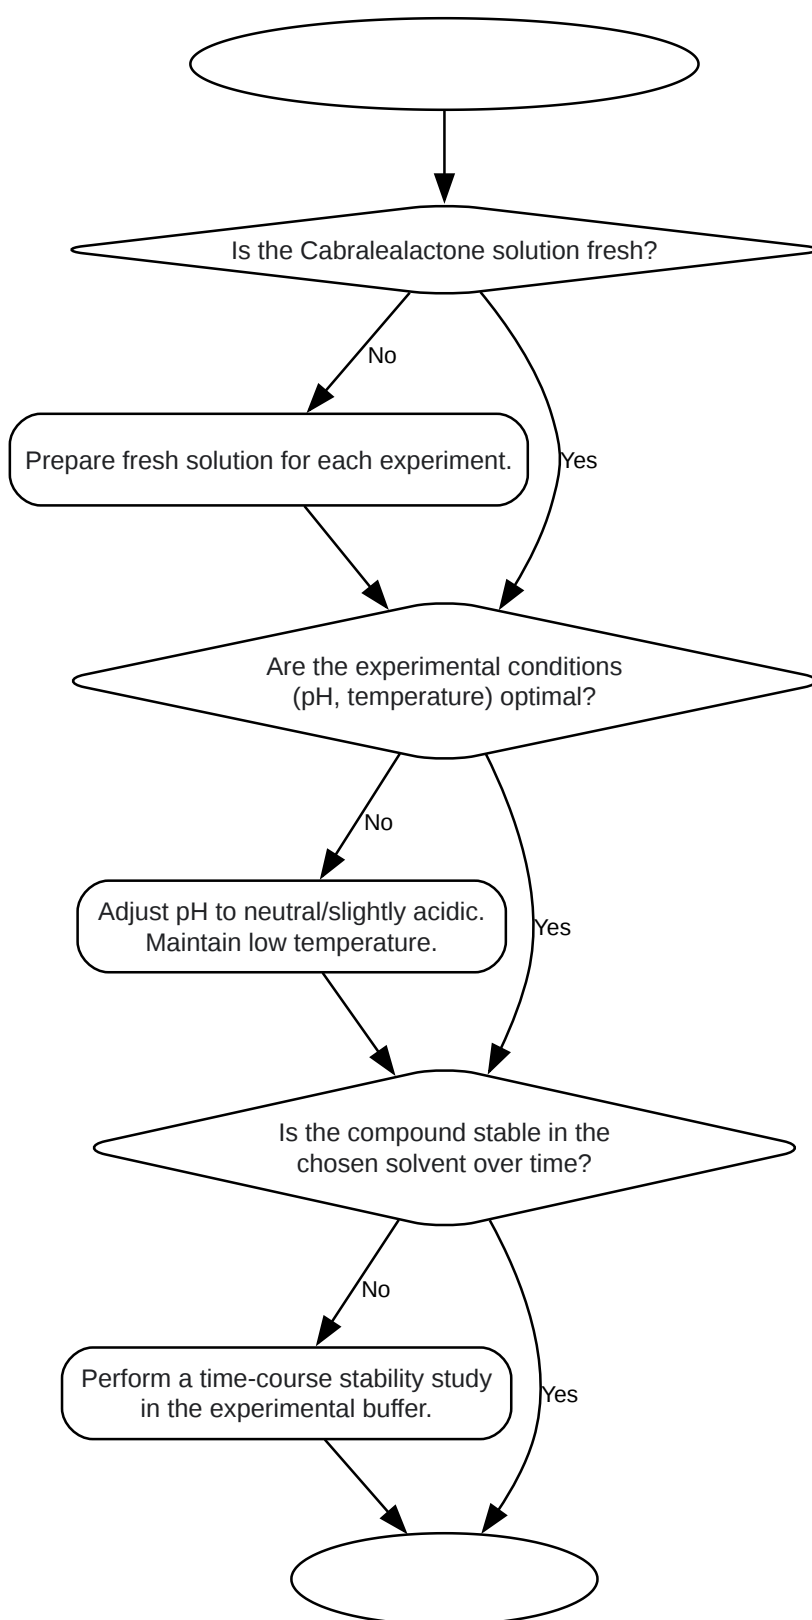 Is the Cabralealactone solution fresh?
No
Prepare fresh solution for each experiment.
Yes
Are the experimental conditions
(pH, temperature) optimal?
No
Adjust pH to neutral/slightly acidic.
Maintain low temperature.
Yes
Is the compound stable in the
chosen solvent over time?
No
Perform a time-course stability study
in the experimental buffer.
Yes